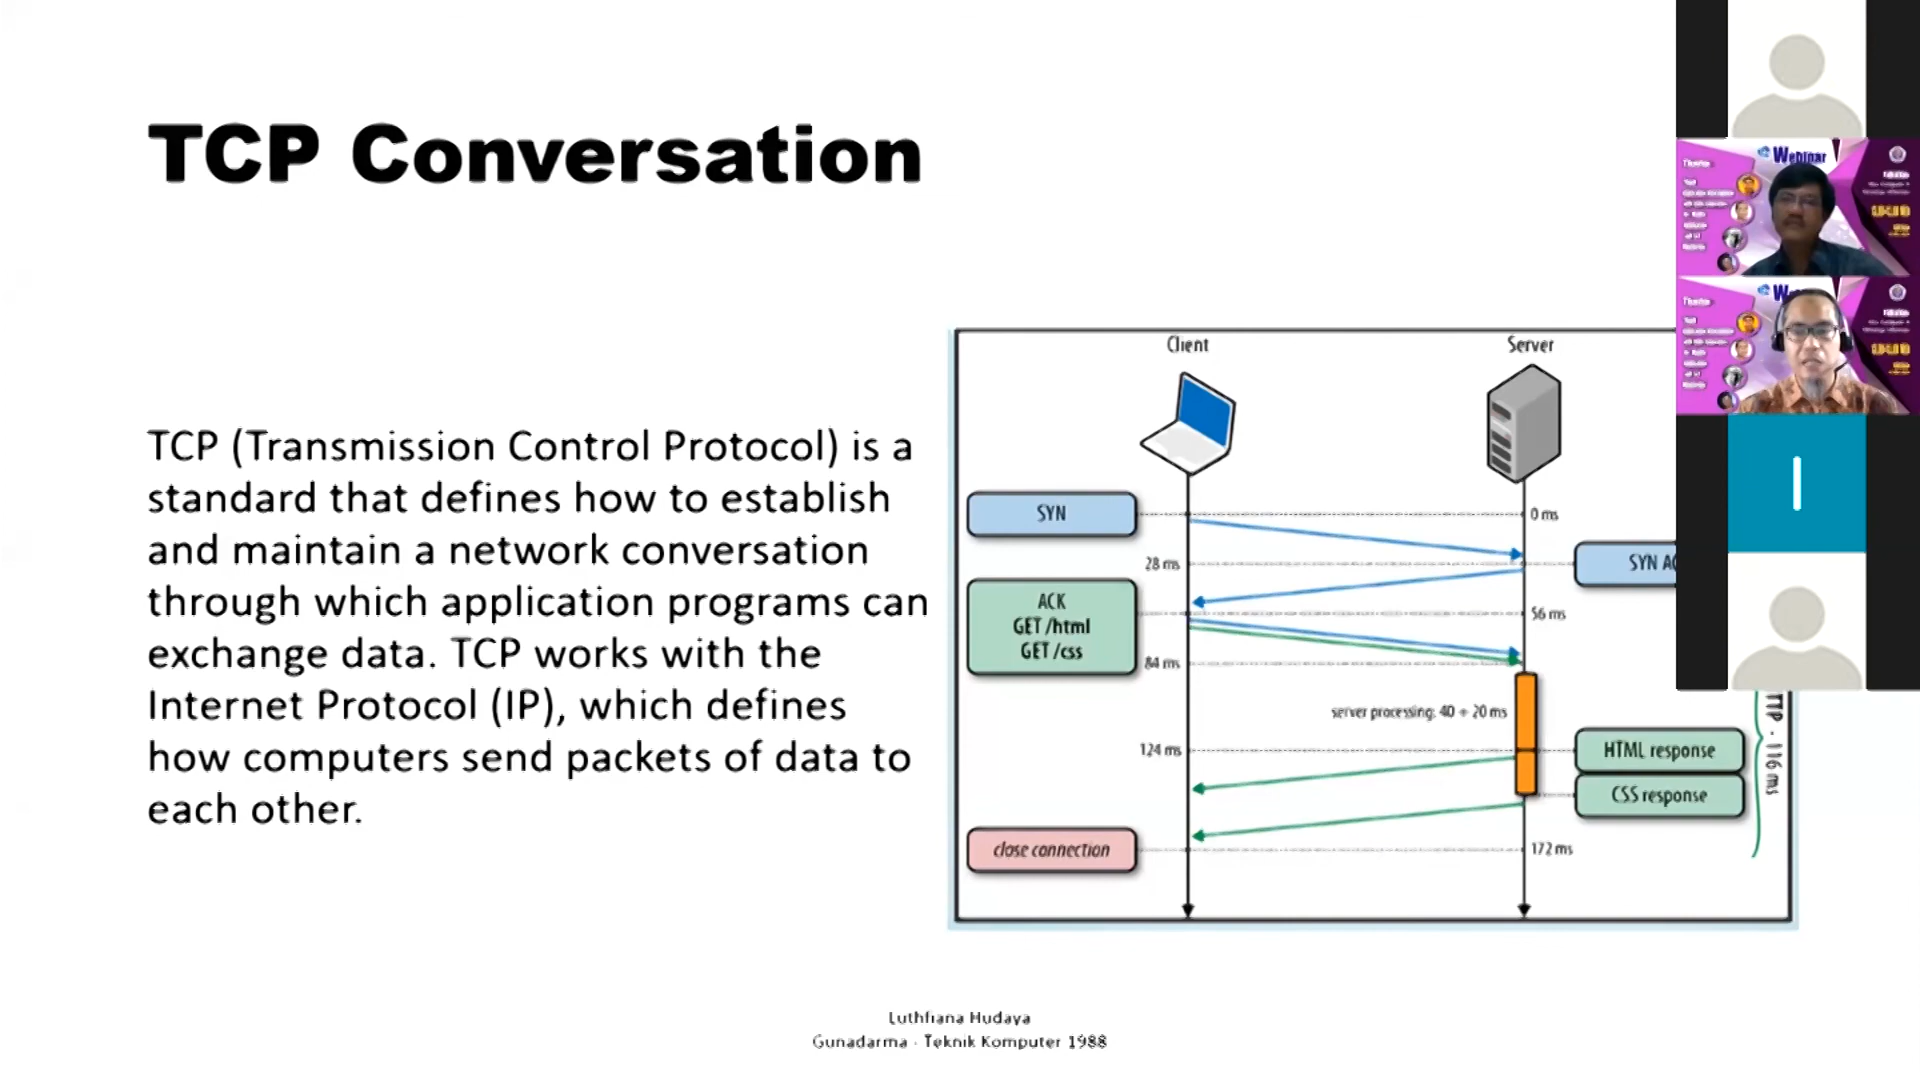 TCP Conversation
TCP (Transmission Control Protocol) is a
standard that defines how to establish
and maintain a network conversation
through which application programs can
exchange data. TCP works with the
Internet Protocol (IP), which defines
how computers send packets of data to
each other.
Client
Server
SYN
0 ms
28 ms
SYN
ACK
GET /html
GET /css
56 ms
84 ms
server processing: 40 + 20 ms
124 ms
HTML response
CSS response
116 ms
close connection
172 ms
Luthfiana Hudaya
Gunadarma - Teknik Komputer 1988
Webinar
I